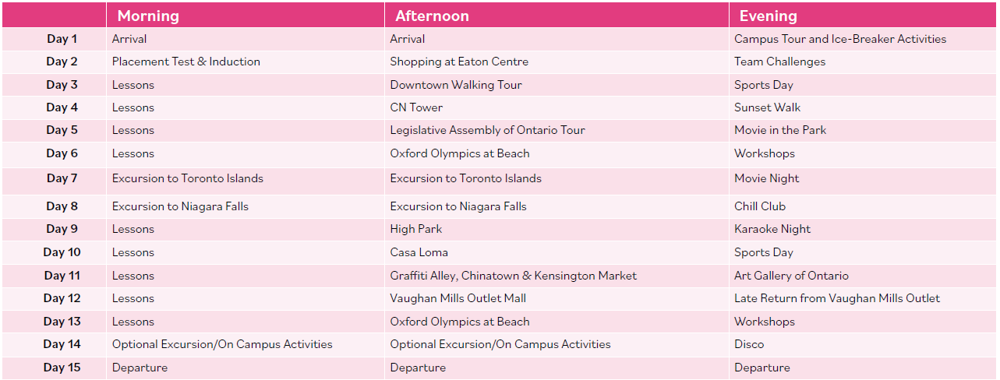 Morning Afternoon Evening
Day 1 Arrival Arrival Campus Tour and Ice-Breaker Activities
Day 2 Placement Test & Induction Shopping at Eaton Centre Team Challenges
Day 3 Lessons Downtown Walking Tour Sports Day
Day 4 Lessons CN Tower Sunset Walk
Day 5 Lessons Legislative Assembly of Ontario Tour Movie in the Park
Day 6 Lessons Oxford Olympics at Beach Workshops
Day 7 Excursion to Toronto Islands Excursion to Toronto Islands Movie Night
Day 8 Excursion to Niagara Falls Excursion to Niagara Falls Chill Club
Day 9 Lessons High Park Karaoke Night
Day 10 Lessons Casa Loma Sports Day
Day 11 Lessons Graffiti Alley, Chinatown & Kensington Market Art Gallery of Ontario
Day 12 Lessons Vaughan Mills Outlet Mall Late Return from Vaughan Mills Outlet
Day 13 Lessons Oxford Olympics at Beach Workshops
Day 14 Optional Excursion/On Campus Activities Optional Excursion/On Campus Activities Disco
Day 15 Departure Departure Departure